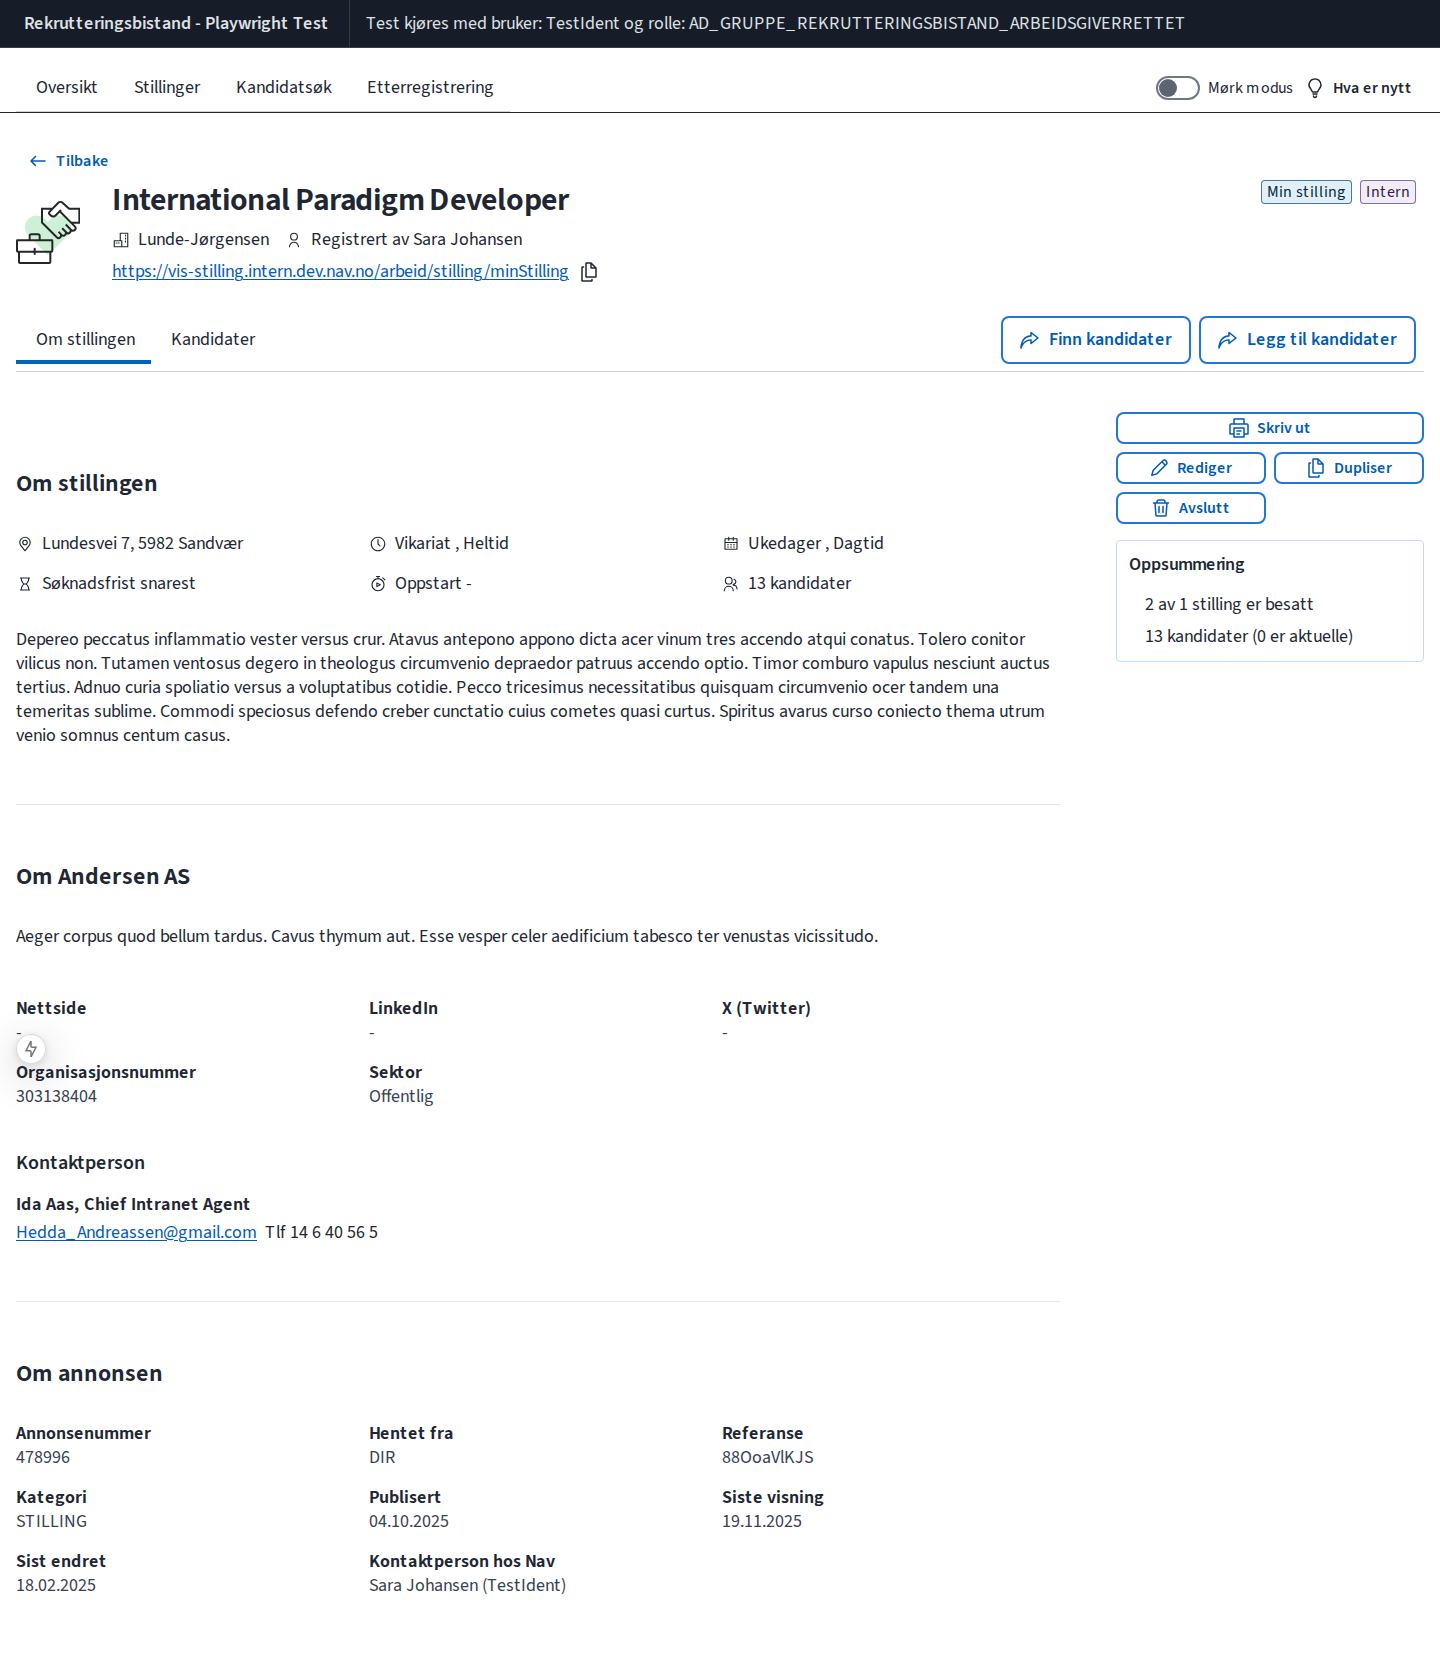 Rekrutteringsbistand - Playwright Test
Test kjøres med bruker: TestIdent og rolle: AD_GRUPPE_REKRUTTERINGSBISTAND_ARBEIDSGIVERRETTET
Oversikt Stillinger Kandidatsøk Etterregistrering
Mørk modus Hva er nytt
Tilbake
International Paradigm Developer
Min stilling Intern
Lunde-Jørgensen Registrert av Sara Johansen
https://vis-stilling.intern.dev.nav.no/arbeid/stilling/minStilling
Om stillingen Kandidater
Finn kandidater Legg til kandidater
Skriv ut
Rediger Dupliser
Avslutt
Oppsummering
2 av 1 stilling er besatt
13 kandidater (0 er aktuelle)
Om stillingen
Lundesvei 7, 5982 Sandvær Vikariat , Heltid Ukedager , Dagtid
Søknadsfrist snarest Oppstart - 13 kandidater
Depereo peccatus inflammatio vester versus crur. Atavus antepono appono dicta acer vinum tres accendo atqui conatus. Tolero conitor
vilicus non. Tutamen ventosus degero in theologus circumvenio depraedor patruus accendo optio. Timor comburo vapulus nesciunt auctus
tertius. Adnuo curia spoliatio versus a voluptatibus cotidie. Pecco tricesimus necessitatibus quisquam circumvenio ocer tandem una
temeritas sublime. Commodi speciosus defendo creber cunctatio cuius cometes quasi curtus. Spiritus avarus curso coniecto thema utrum
venio somnus centum casus.
Om Andersen AS
Aeger corpus quod bellum tardus. Cavus thymum aut. Esse vesper celer aedificium tabesco ter venustas vicissitudo.
Nettside LinkedIn X (Twitter)
- - -
Organisasjonsnummer Sektor
303138404 Offentlig
Kontaktperson
Ida Aas, Chief Intranet Agent
Hedda_Andreassen@gmail.com Tlf 14 6 40 56 5
Om annonsen
Annonsenummer Hentet fra Referanse
478996 DIR 88OoaVlKJS
Kategori Publisert Siste visning
STILLING 04.10.2025 19.11.2025
Sist endret Kontaktperson hos Nav
18.02.2025 Sara Johansen (TestIdent)